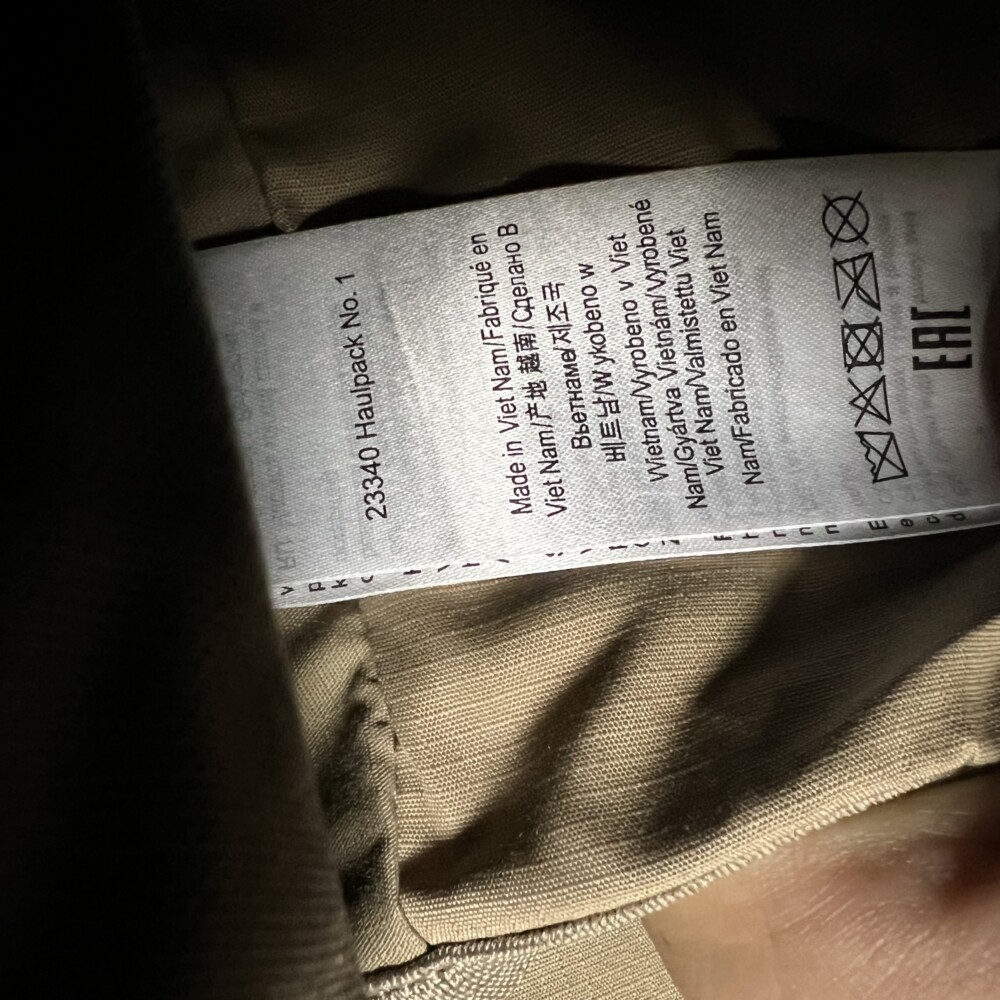 23340 Haulpack No. 1
Made in Viet Nam/Fabriqué en
Viet Nam/产地 越南/Сделано В
Вьетнаме/제조국
베트남/Wykobeno w
Wietnam/Vyrobeno v Viet
Nam/Gyártva Vietnám/Vyrobené
Viet Nam/Valmistettu Viet
Nam/Fabricado en Viet Nam
EAC